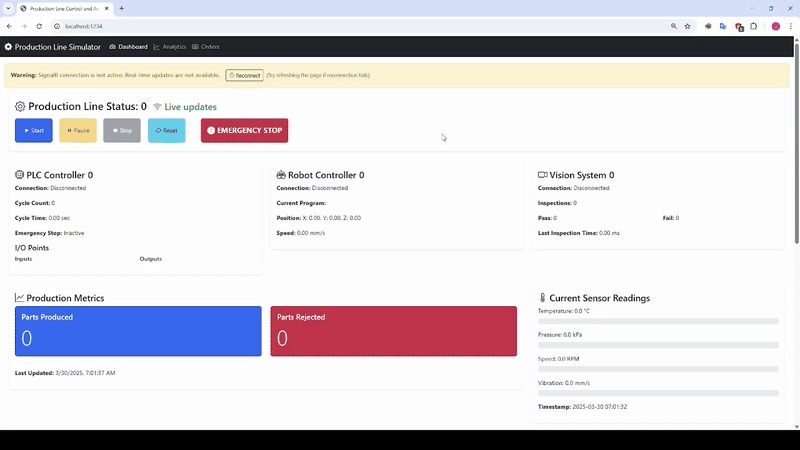 Production Line Control and An
localhost:1234
Production Line Simulator Dashboard Analytics Orders
Warning: SignalR connection is not active. Real-time updates are not available. Reconnect (Try refreshing the page if reconnection fails)
Production Line Status: 0 Live updates
Start Pause Stop Reset EMERGENCY STOP
PLC Controller 0
Connection: Disconnected
Cycle Count: 0
Cycle Time: 0.00 sec
Emergency Stop: Inactive
I/O Points
Inputs Outputs
Robot Controller 0
Connection: Disconnected
Current Program:
Position: X: 0.00, Y: 0.00, Z: 0.00
Speed: 0.00 mm/s
Vision System 0
Connection: Disconnected
Inspections: 0
Pass: 0 Fail: 0
Last Inspection Time: 0.00 ms
Production Metrics
Parts Produced
0
Parts Rejected
0
Last Updated: 3/30/2025, 7:01:37 AM
Current Sensor Readings
Temperature: 0.0 °C
Pressure: 0.0 kPa
Speed: 0.0 RPM
Vibration: 0.0 mm/s
Timestamp: 2025-03-30 07:01:32